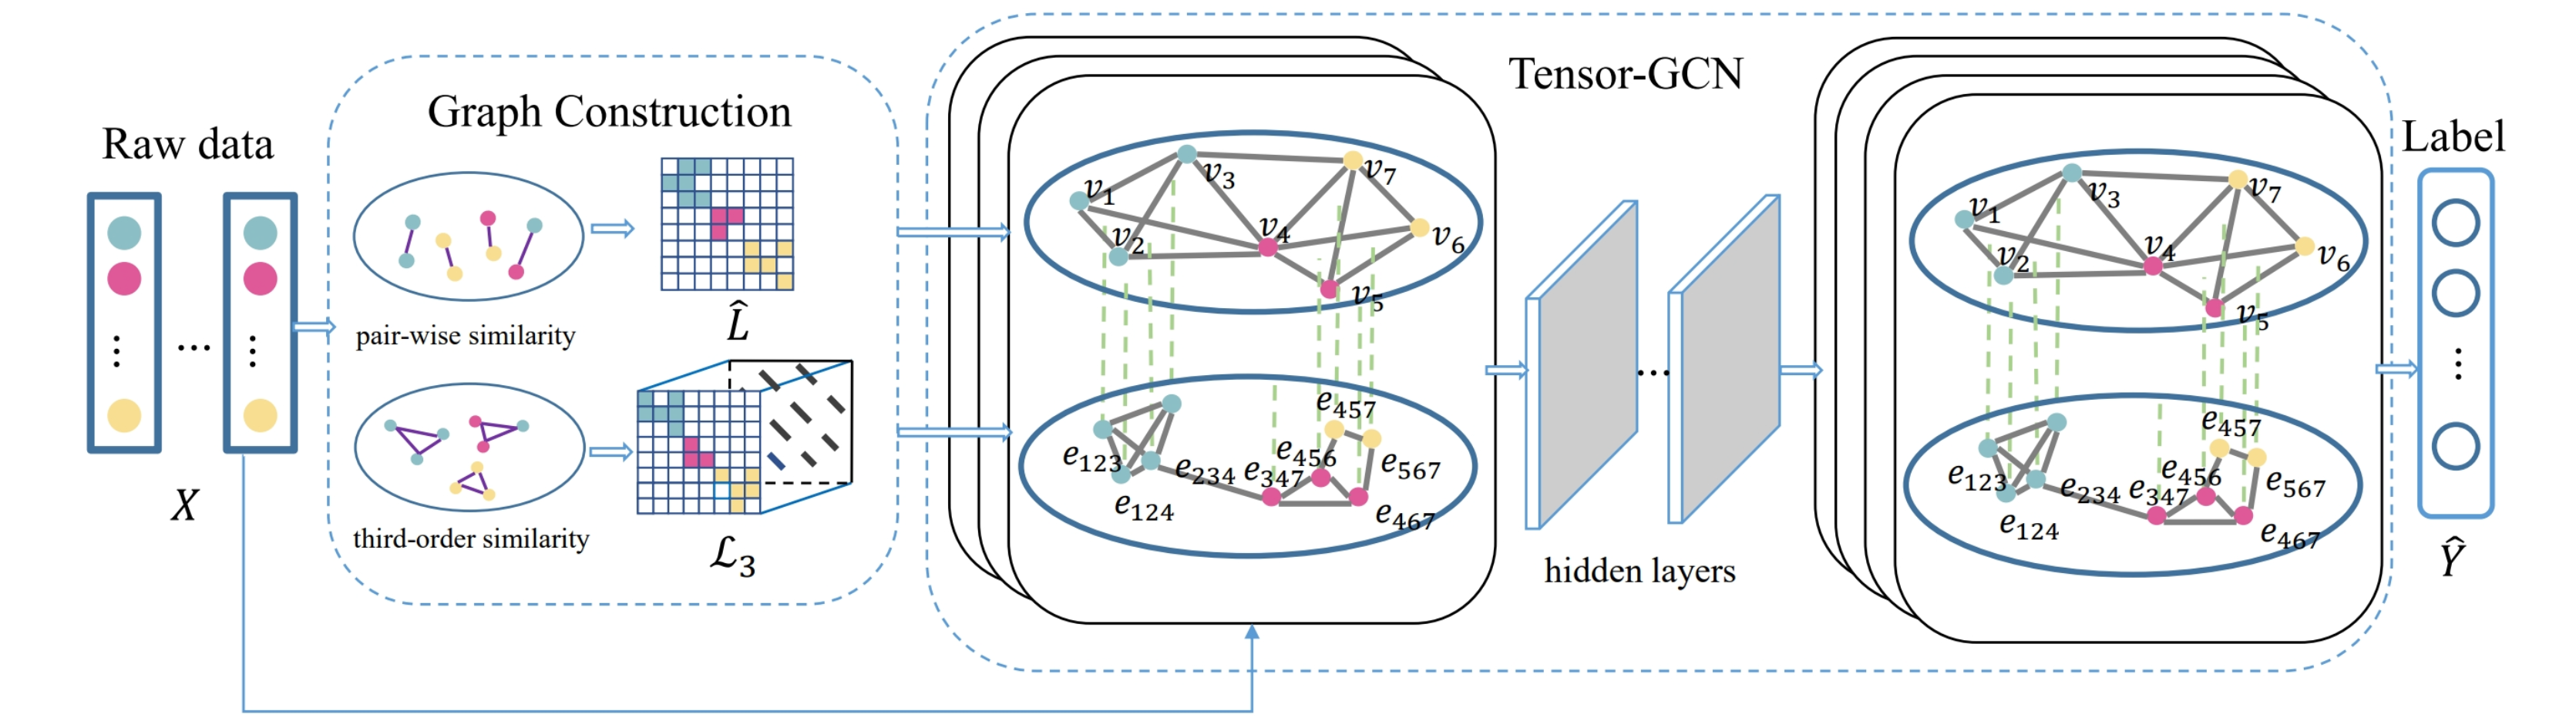 Raw data
...
X
Graph Construction
pair-wise similarity
L̂
third-order similarity
ℒ₃
Tensor-GCN
v₁
v₂
v₃
v₄
v₅
v₆
v₇
e₁₂₃
e₁₂₄
e₂₃₄
e₃₄₇
e₄₅₆
e₄₅₇
e₅₆₇
e₄₆₇
...
hidden layers
v₁
v₂
v₃
v₄
v₅
v₆
v₇
e₁₂₃
e₁₂₄
e₂₃₄
e₃₄₇
e₄₅₆
e₄₅₇
e₅₆₇
e₄₆₇
Label
Ŷ